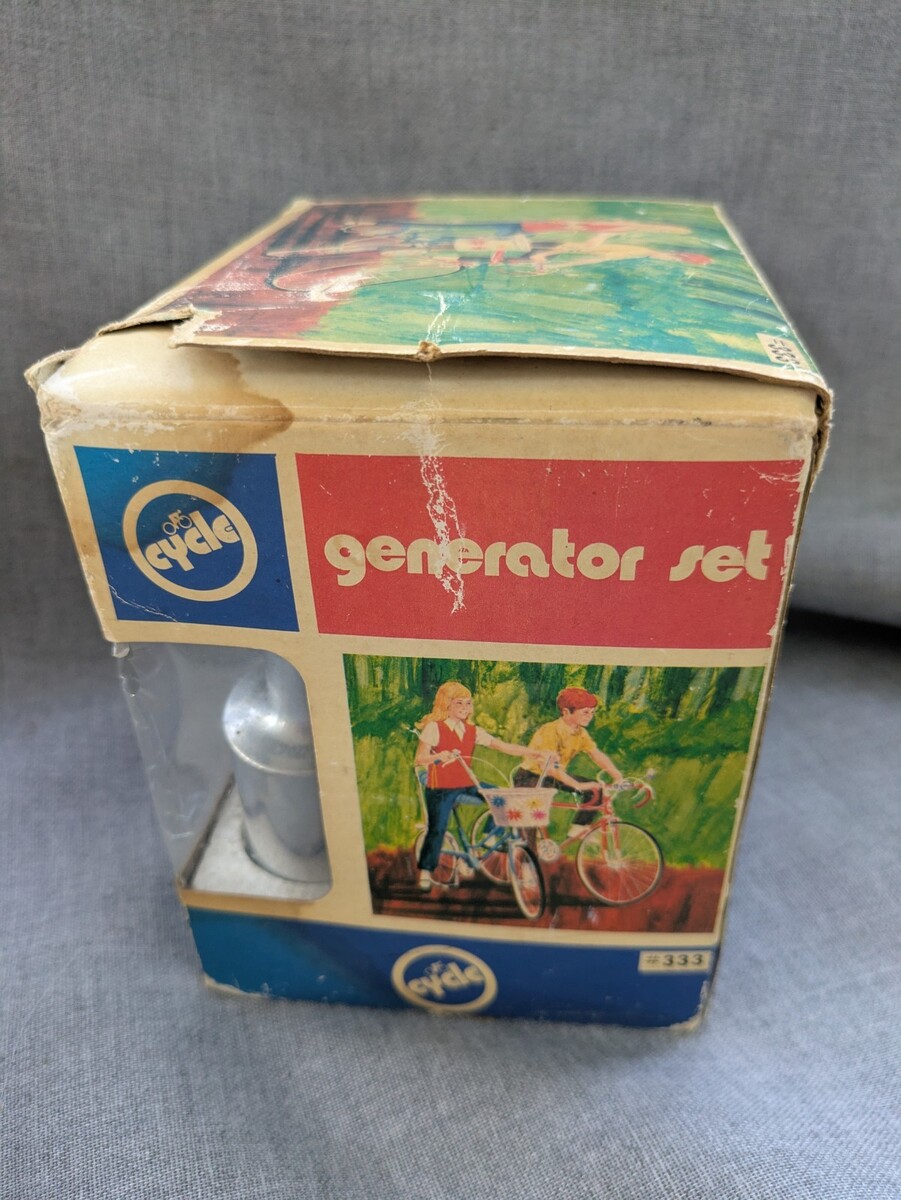 cycle
generator set
cycle
#333